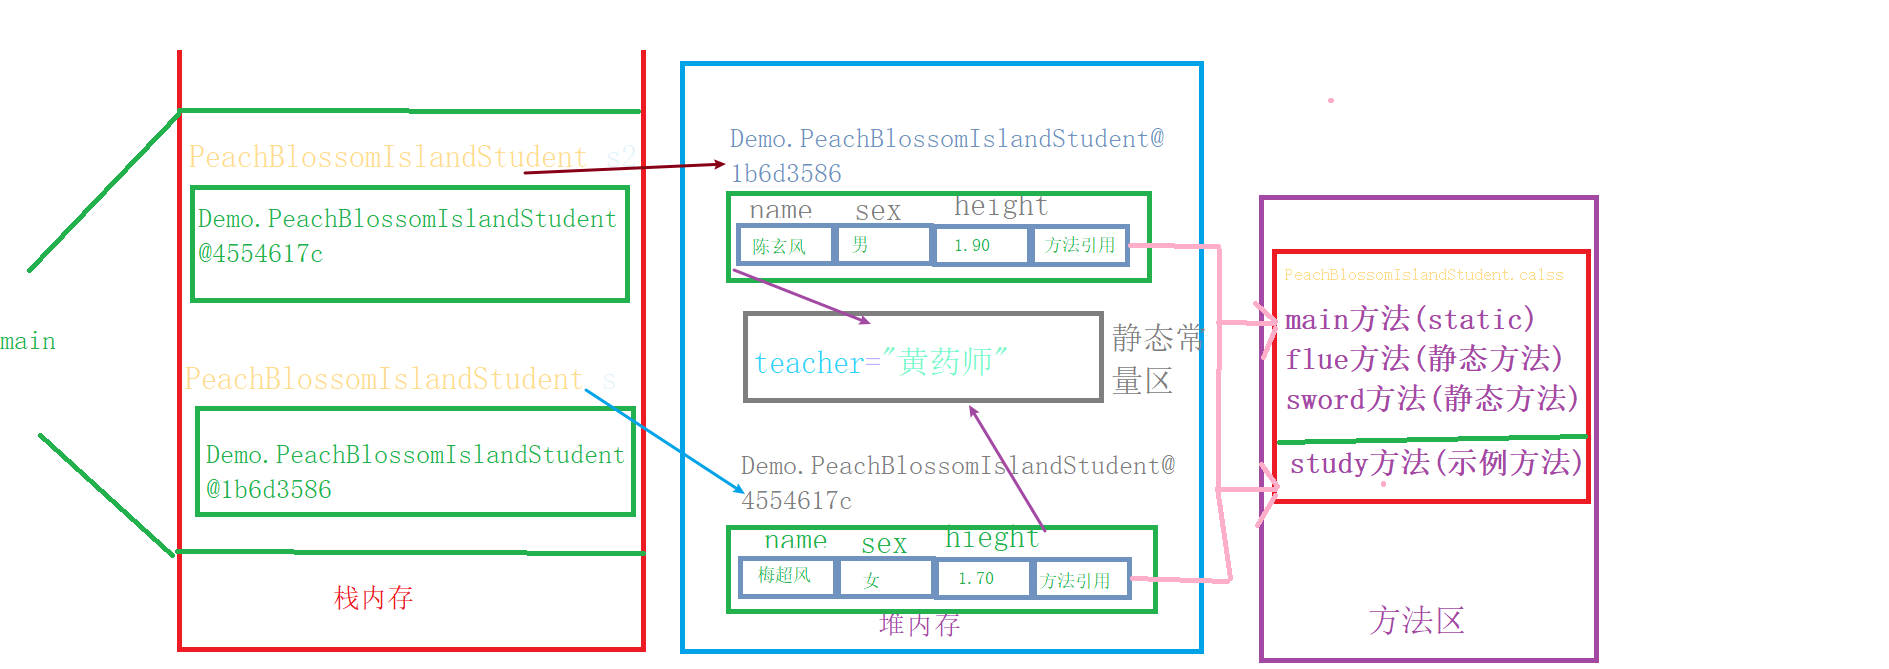 main
PeachBlossomIslandStudent s2
Demo.PeachBlossomIslandStudent
@4554617c
PeachBlossomIslandStudent s
Demo.PeachBlossomIslandStudent
@1b6d3586
栈内存
Demo.PeachBlossomIslandStudent@
1b6d3586
name sex height
陈玄风 男 1.90 方法引用
teacher="黄药师"
静态常
量区
Demo.PeachBlossomIslandStudent@
4554617c
name sex hieght
梅超风 女 1.70 方法引用
堆内存
PeachBlossomIslandStudent.calss
main方法(static)
flue方法(静态方法)
sword方法(静态方法)
study方法(示例方法)
方法区